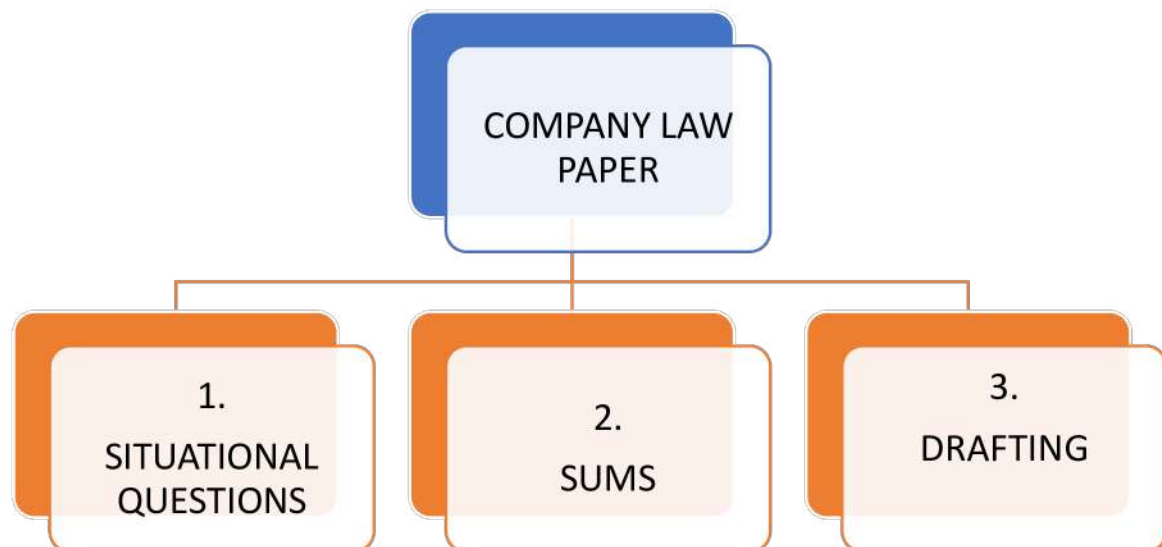 COMPANY LAW
PAPER
1.
SITUATIONAL
QUESTIONS
2.
SUMS
3.
DRAFTING